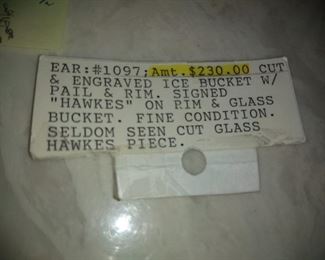 EAR:#1097;Amt.$230.00 CUT
& ENGRAVED ICE BUCKET W/
PAIL & RIM. SIGNED
"HAWKES" ON RIM & GLASS
BUCKET. FINE CONDITION.
SELDOM SEEN CUT GLASS
HAWKES PIECE.